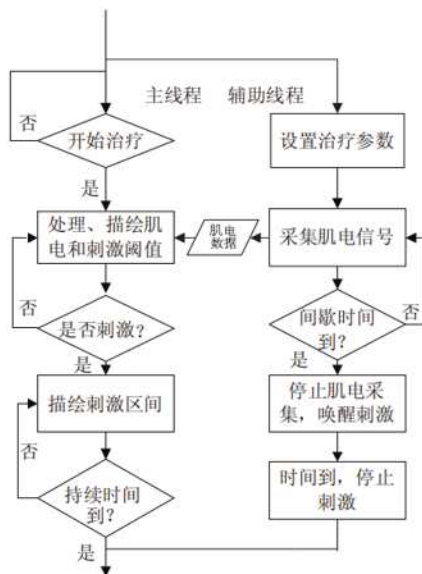 主线程
辅助线程
否
开始治疗
是
设置治疗参数
处理、描绘肌
电和刺激阈值
肌电
数据
采集肌电信号
否
是否刺激?
是
间歇时间
到?
否
是
描绘刺激区间
停止肌电采
集，唤醒刺激
否
持续时间
到?
是
时间到，停止
刺激